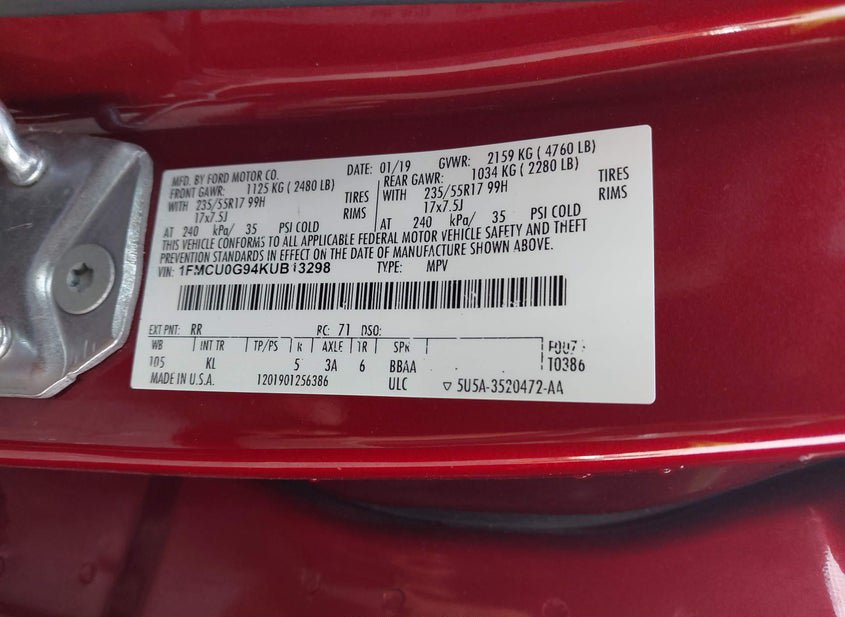 MFD. BY FORD MOTOR CO. DATE: 01/19 GVWR: 2159 KG ( 4760 LB)
FRONT GAWR: 1125 KG ( 2480 LB) REAR GAWR: 1034 KG ( 2280 LB)
WITH 235/55R17 99H TIRES WITH 235/55R17 99H TIRES
17x7.5J RIMS 17x7.5J RIMS
AT 240 kPa/ 35 PSI COLD AT 240 kPa/ 35 PSI COLD
THIS VEHICLE CONFORMS TO ALL APPLICABLE FEDERAL MOTOR VEHICLE SAFETY AND THEFT
PREVENTION STANDARDS IN EFFECT ON THE DATE OF MANUFACTURE SHOWN ABOVE.
VIN: 1FMCU0G94KUB13298 TYPE: MPV
EXT PNT: RR RC: 71 DSO:
WB INT TR TP/PS R AXLE TR SPR
105 KL 5 3A 6 BBAA T0386
MADE IN U.S.A. 1201901256386 ULC ▽ 5U5A-3520472-AA